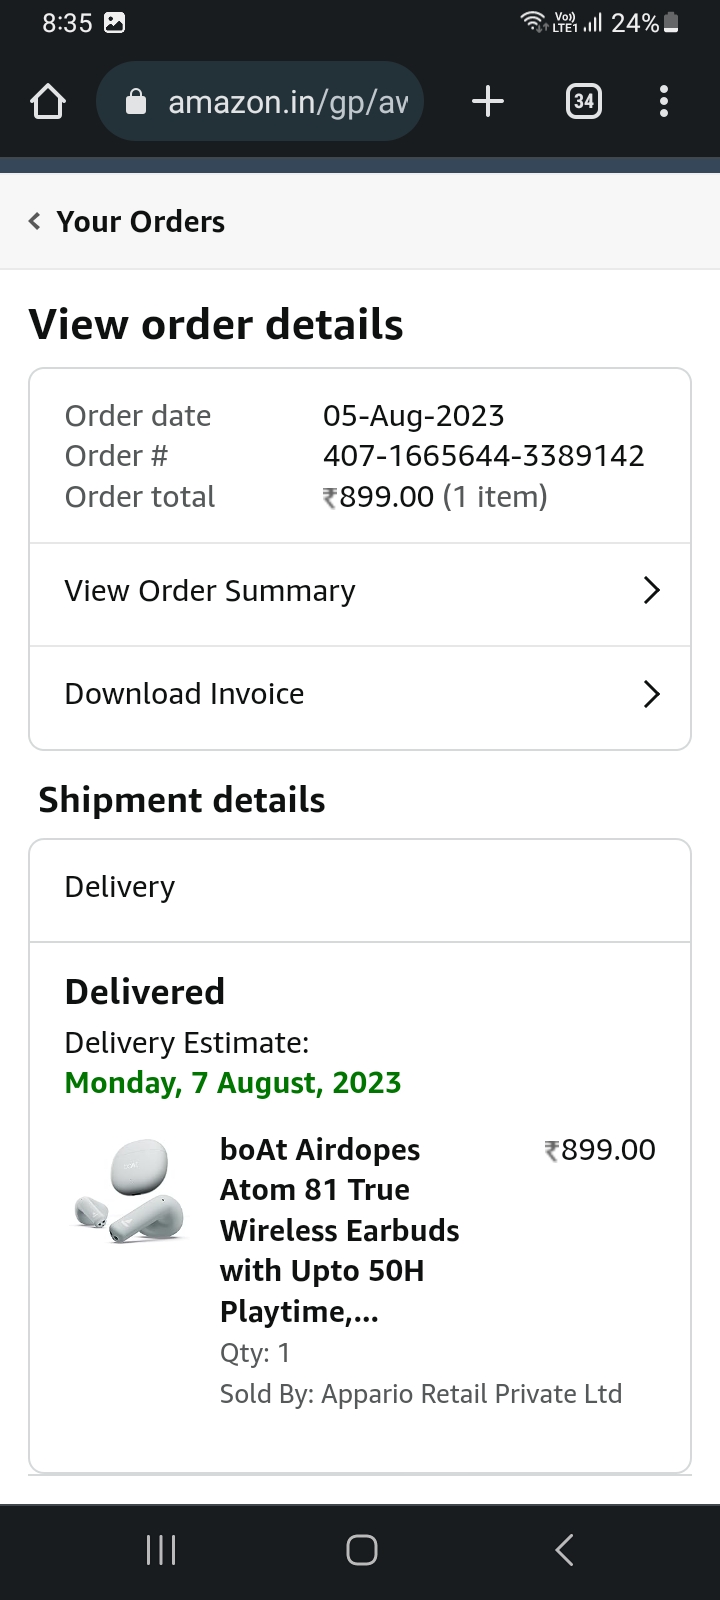 8:35 Vo)) LTE1 24%
amazon.in/gp/aw 34
Your Orders
View order details
Order date 05-Aug-2023
Order # 407-1665644-3389142
Order total ₹899.00 (1 item)
View Order Summary
Download Invoice
Shipment details
Delivery
Delivered
Delivery Estimate:
Monday, 7 August, 2023
boAt Airdopes ₹899.00
Atom 81 True
Wireless Earbuds
with Upto 50H
Playtime,...
Qty: 1
Sold By: Appario Retail Private Ltd